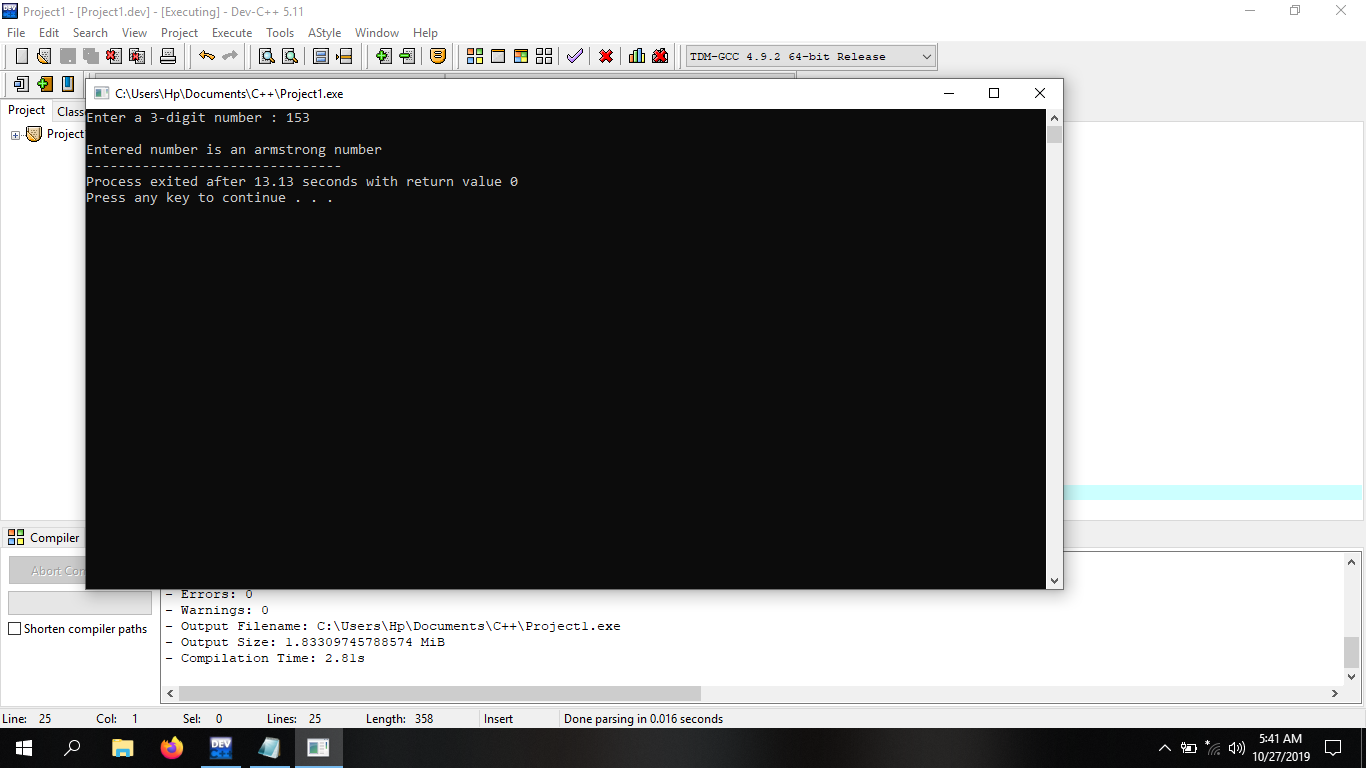 Project1 - [Project1.dev] - [Executing] - Dev-C++ 5.11
File Edit Search View Project Execute Tools AStyle Window Help
TDM-GCC 4.9.2 64-bit Release
C:\Users\Hp\Documents\C++\Project1.exe
Project Class
Project
Enter a 3-digit number : 153
Entered number is an armstrong number
--------------------------------
Process exited after 13.13 seconds with return value 0
Press any key to continue . . .
Compiler
Abort Con
- Errors: 0
- Warnings: 0
- Output Filename: C:\Users\Hp\Documents\C++\Project1.exe
- Output Size: 1.83309745788574 MiB
- Compilation Time: 2.81s
Shorten compiler paths
Line: 25 Col: 1 Sel: 0 Lines: 25 Length: 358 Insert Done parsing in 0.016 seconds
DEV C++
5:41 AM
10/27/2019